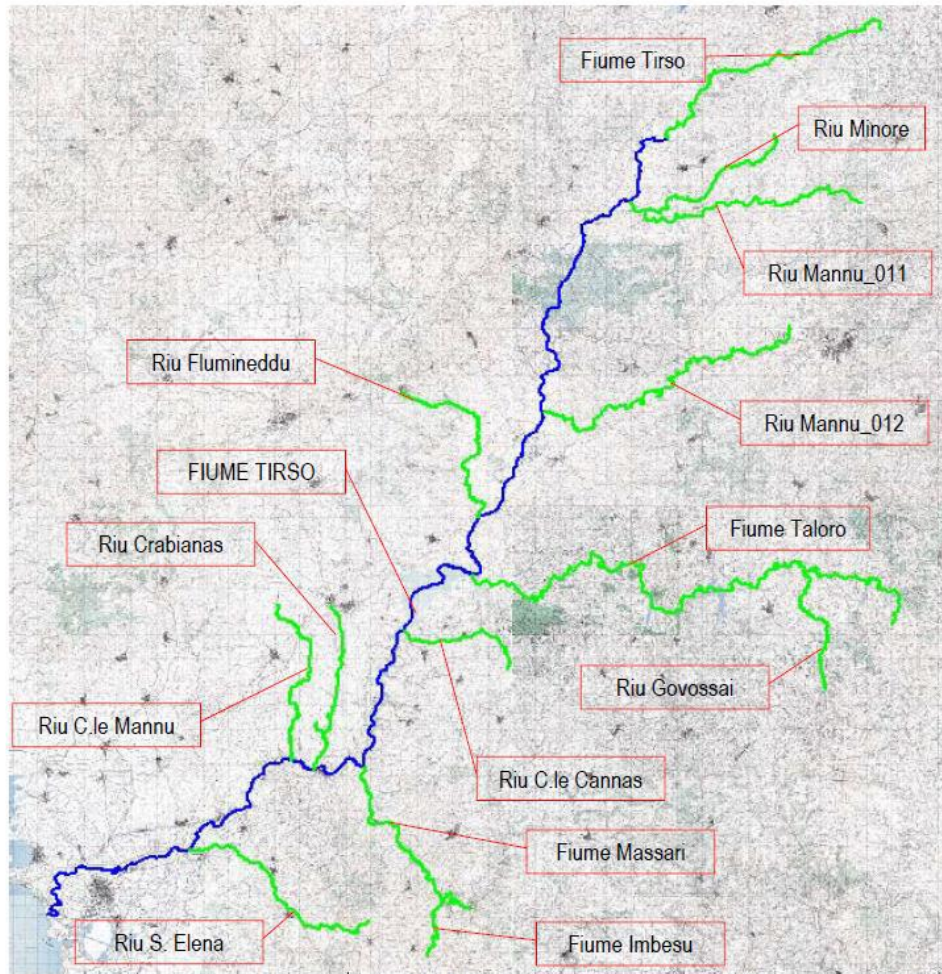 Fiume Tirso
Riu Minore
Riu Mannu_011
Riu Flumineddu
Riu Mannu_012
FIUME TIRSO
Fiume Taloro
Riu Crabianas
Riu Govossai
Riu C.le Mannu
Riu C.le Cannas
Fiume Massari
Riu S. Elena
Fiume Imbesu